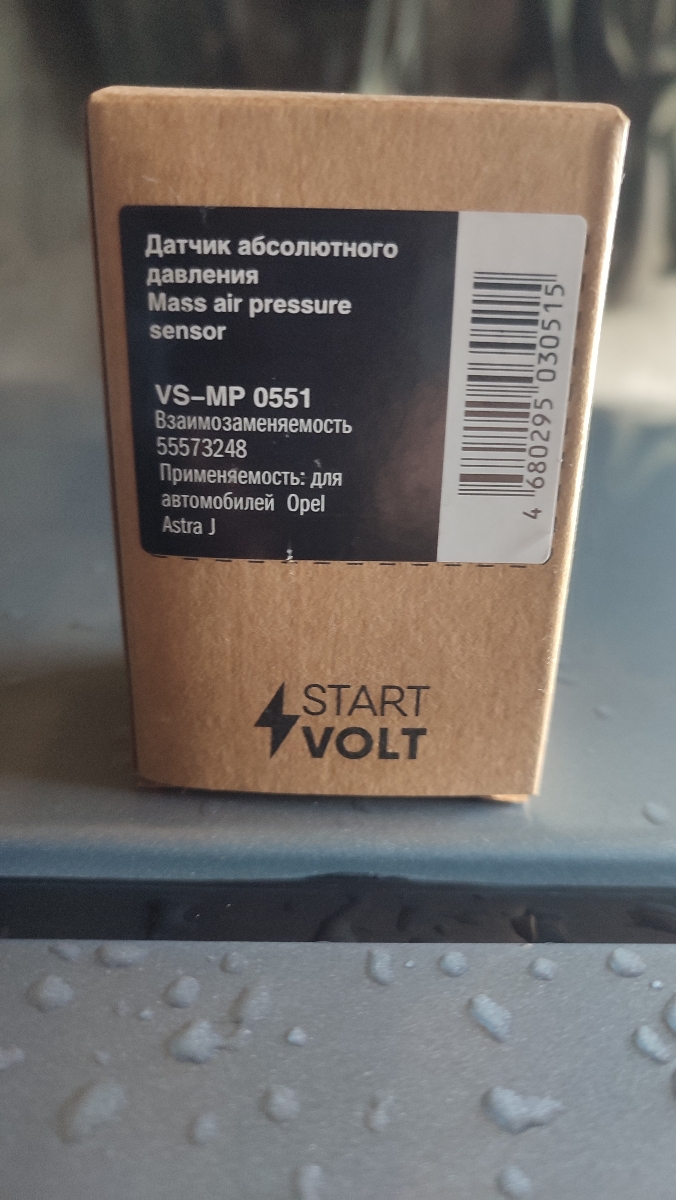 Датчик абсолютного
давления
Mass air pressure
sensor
VS-MP 0551
Взаимозаменяемость
55573248
Применяемость: для
автомобилей Opel
Astra J
4 680295 030515
START
VOLT